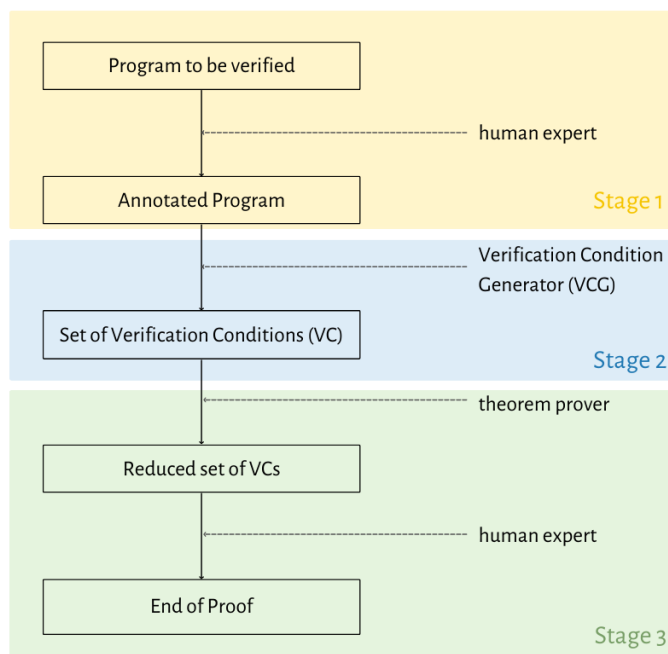 Program to be verified
human expert
Annotated Program
Stage 1
Verification Condition
Generator (VCG)
Set of Verification Conditions (VC)
Stage 2
theorem prover
Reduced set of VCs
human expert
End of Proof
Stage 3